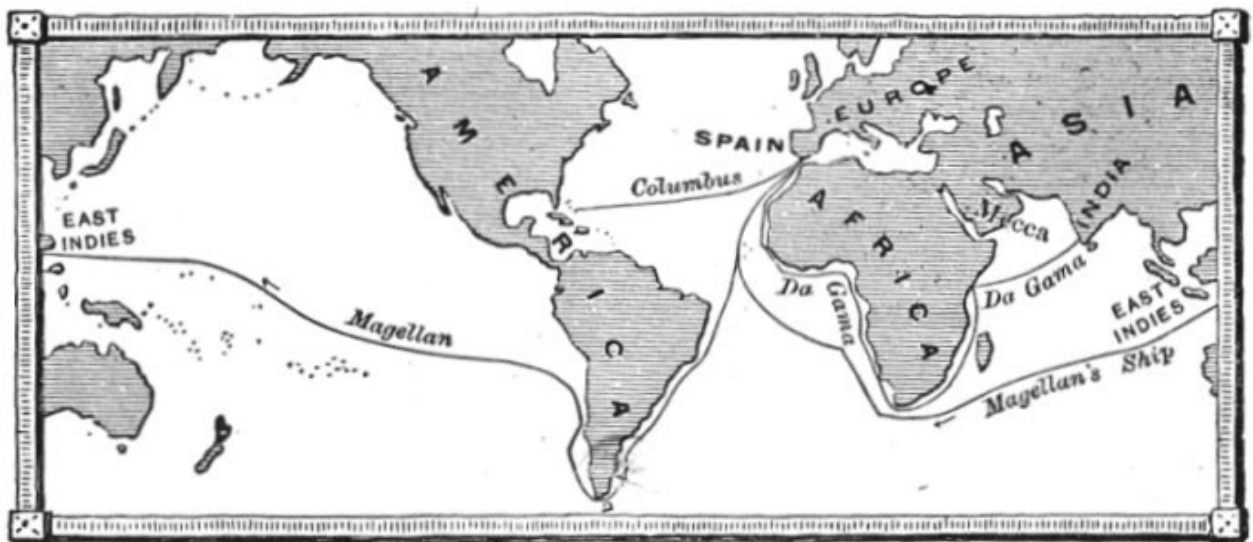 AMERICA
EUROPE
ASIA
SPAIN
Columbus
AFRICA
Mecca
INDIA
EAST
INDIES
Da Gama
Da Gama
EAST
INDIES
Magellan
Magellan's Ship